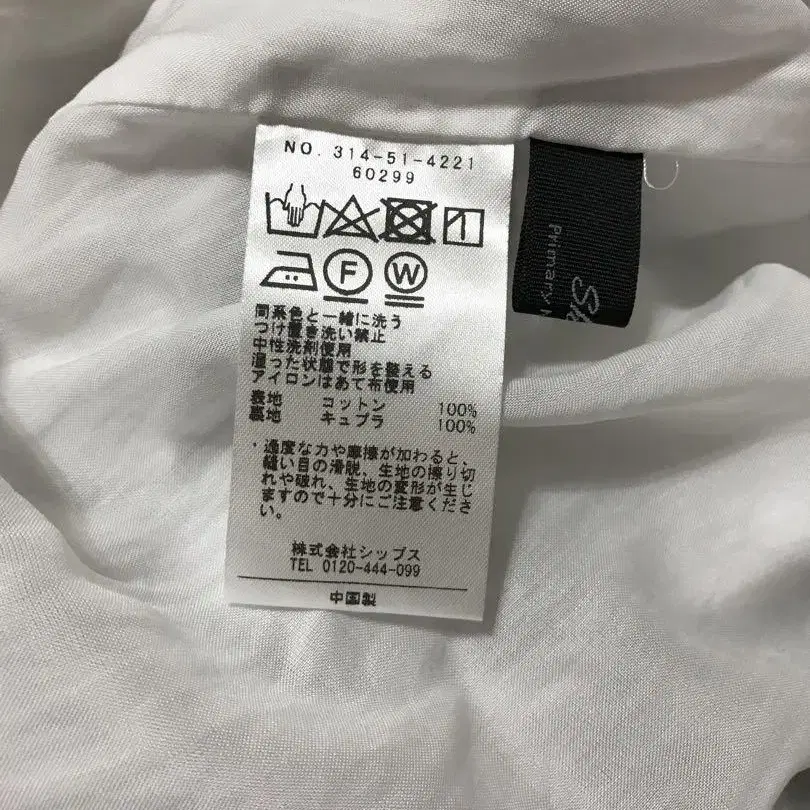 NO. 314-51-4221
60299
F W
同系色と一緒に洗う
つけ置き洗い禁止
中性洗剤使用
湿った状態で形を整える
アイロンはあて布使用
表地 コットン 100%
裏地 キュプラ 100%
・過度な力や摩擦が加わると、
縫い目の滑脱、生地の擦り切
れや破れ、生地の変形が生じ
ますので十分にご注意くださ
い。
株式会社シップス
TEL 0120-444-099
Primary